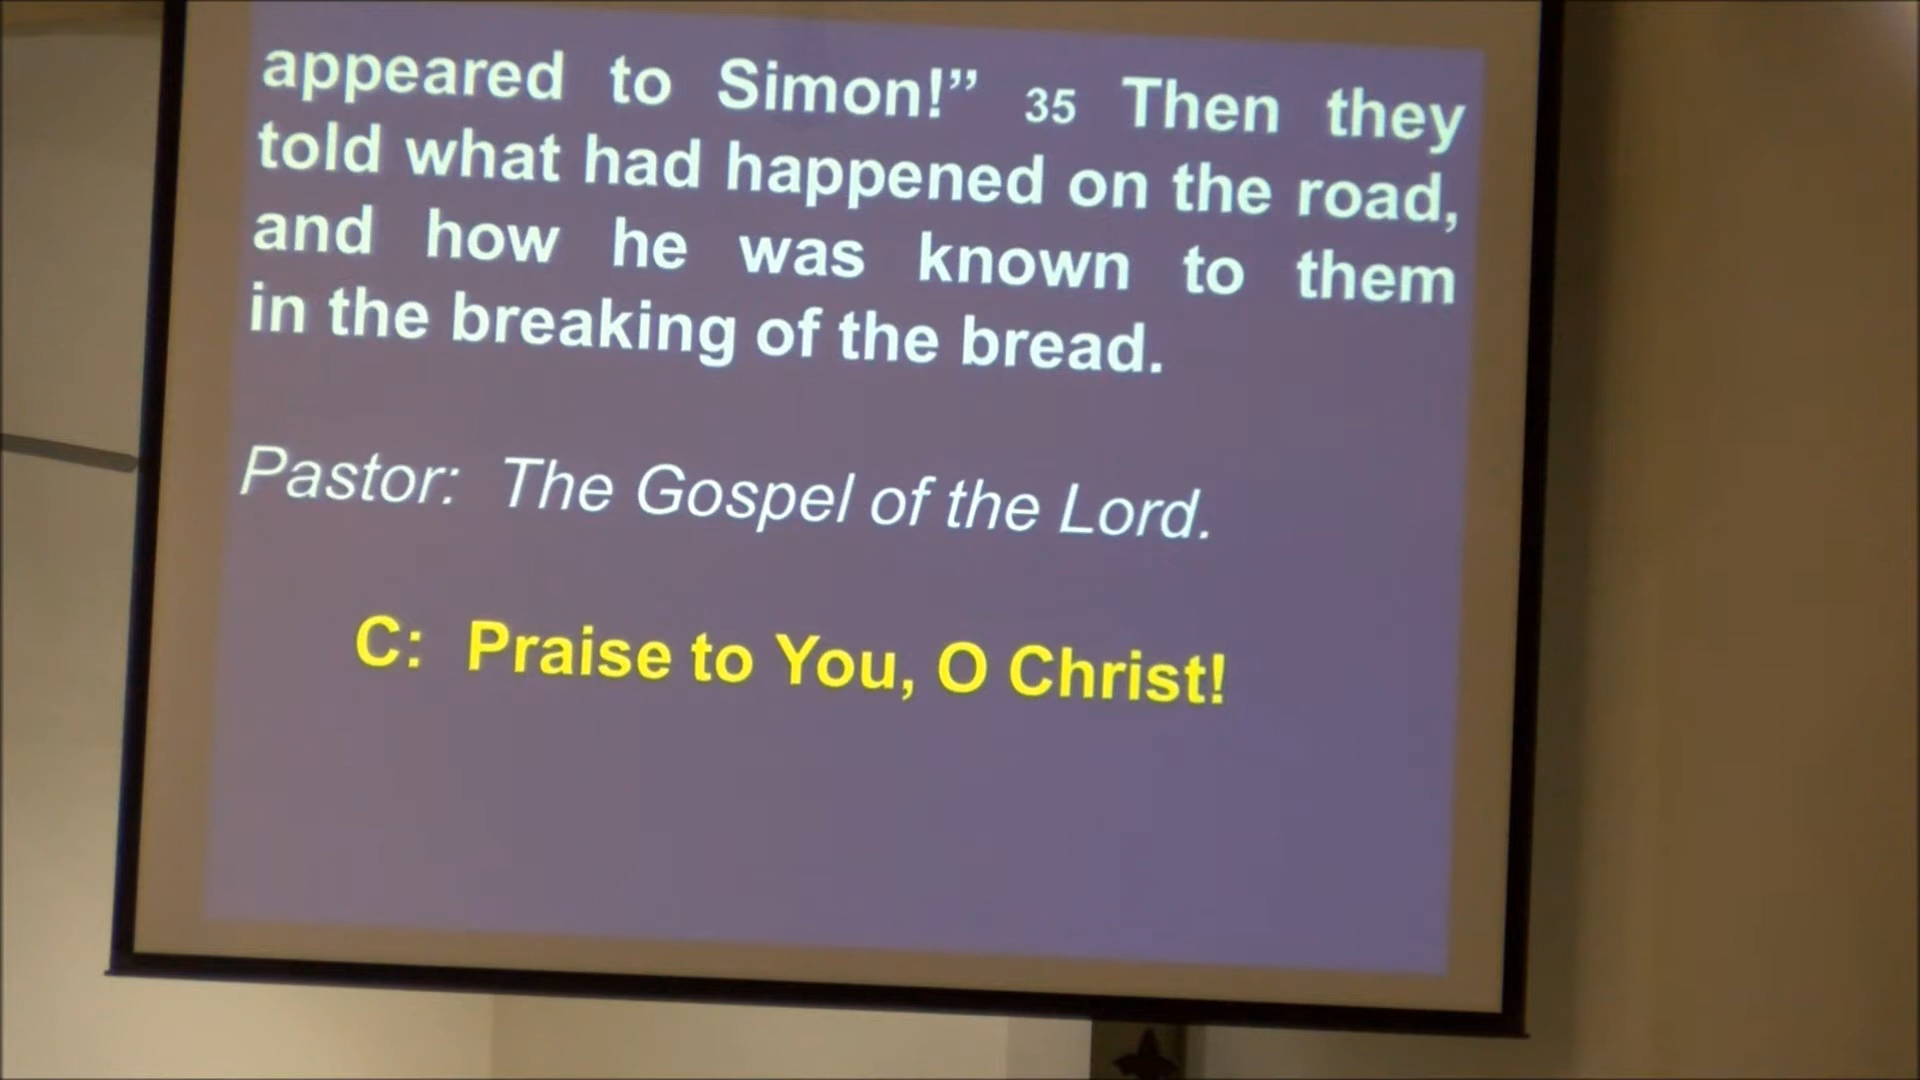 appeared to Simon!” 35 Then they
told what had happened on the road,
and how he was known to them
in the breaking of the bread.
Pastor: The Gospel of the Lord.
C: Praise to You, O Christ!